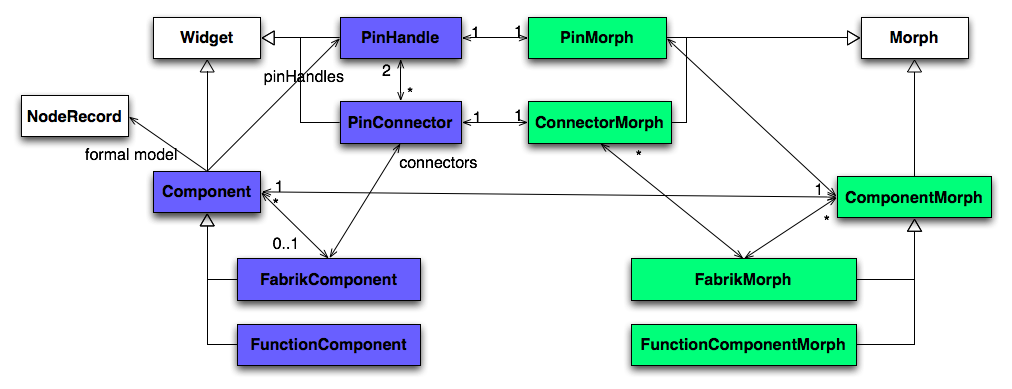 Widget
PinHandle
1
1
PinMorph
Morph
pinHandles
2
*
NodeRecord
PinConnector
1
1
ConnectorMorph
formal model
connectors
*
Component
1
1
ComponentMorph
*
*
0..1
FabrikComponent
FabrikMorph
FunctionComponent
FunctionComponentMorph